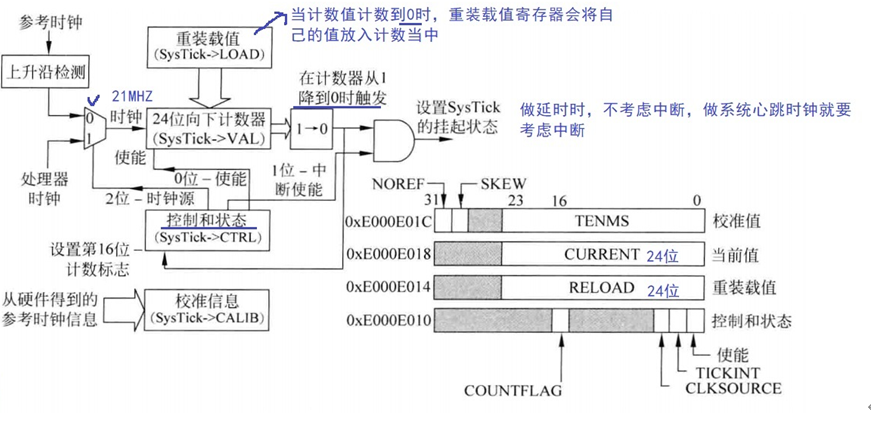 当计数值计数到0时，重装载值寄存器会将自
己的值放入计数当中
参考时钟
上升沿检测
重装载值
(SysTick->LOAD)
在计数器从1
降到0时触发
21MHZ
时钟
0
1
24位向下计数器
(SysTick->VAL)
1→0
设置SysTick
的挂起状态
做延时时，不考虑中断，做系统心跳时钟就要
考虑中断
使能
处理器
时钟
0位－使能
1位－中
断使能
2位－时钟源
控制和状态
(SysTick->CTRL)
设置第16位－
计数标志
从硬件得到的
参考时钟信息
校准信息
(SysTick->CALIB)
NOREF
SKEW
31
23
16
0
0xE000E01C
TENMS
校准值
0xE000E018
CURRENT 24位
当前值
0xE000E014
RELOAD 24位
重装载值
0xE000E010
控制和状态
使能
TICKINT
CLKSOURCE
COUNTFLAG